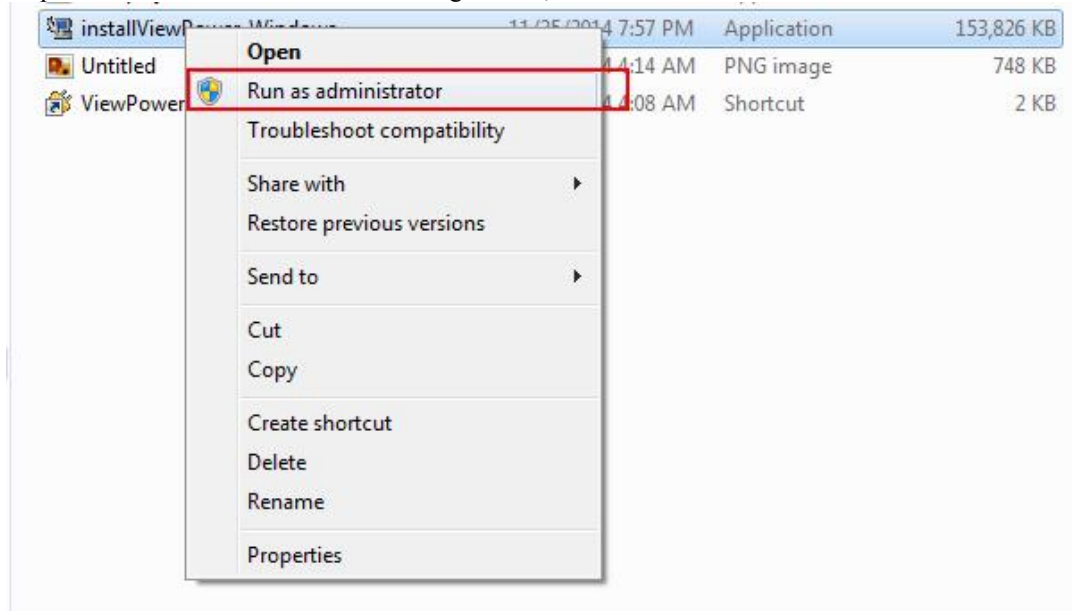 installViewPower Windows 11/25/2014 7:57 PM Application 153,826 KB
Open
Untitled 4:14 AM PNG image 748 KB
Run as administrator
ViewPower 4:08 AM Shortcut 2 KB
Troubleshoot compatibility
Share with
Restore previous versions
Send to
Cut
Copy
Create shortcut
Delete
Rename
Properties